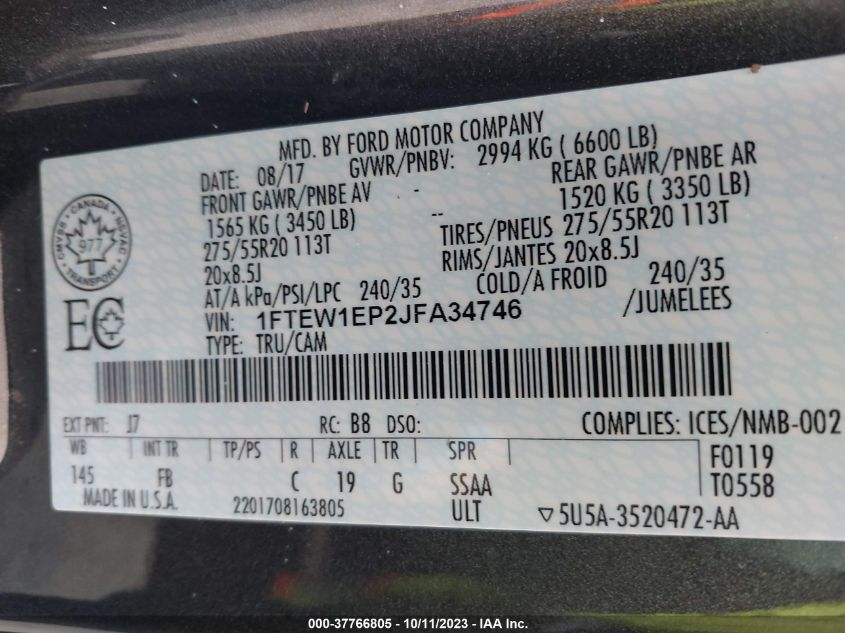 MFD. BY FORD MOTOR COMPANY
DATE: 08/17 GVWR/PNBV: 2994 KG ( 6600 LB)
FRONT GAWR/PNBE AV - REAR GAWR/PNBE AR
1565 KG ( 3450 LB) -- 1520 KG ( 3350 LB)
275/55R20 113T TIRES/PNEUS 275/55R20 113T
20x8.5J RIMS/JANTES 20x8.5J
AT/A kPa/PSI/LPC 240/35 COLD/A FROID 240/35
VIN: 1FTEW1EP2JFA34746 /JUMELEES
TYPE: TRU/CAM
CANADA
CMVSS NSVAC
977
TRANSPORT
EC
EXT PNT: J7 RC: B8 DSO: COMPLIES: ICES/NMB-002
WB INT TR TP/PS R AXLE TR SPR F0119
145 FB C 19 G SSAA T0558
MADE IN U.S.A. 2201708163805 ULT ▽5U5A-3520472-AA
000-37766805 - 10/11/2023 - IAA Inc.